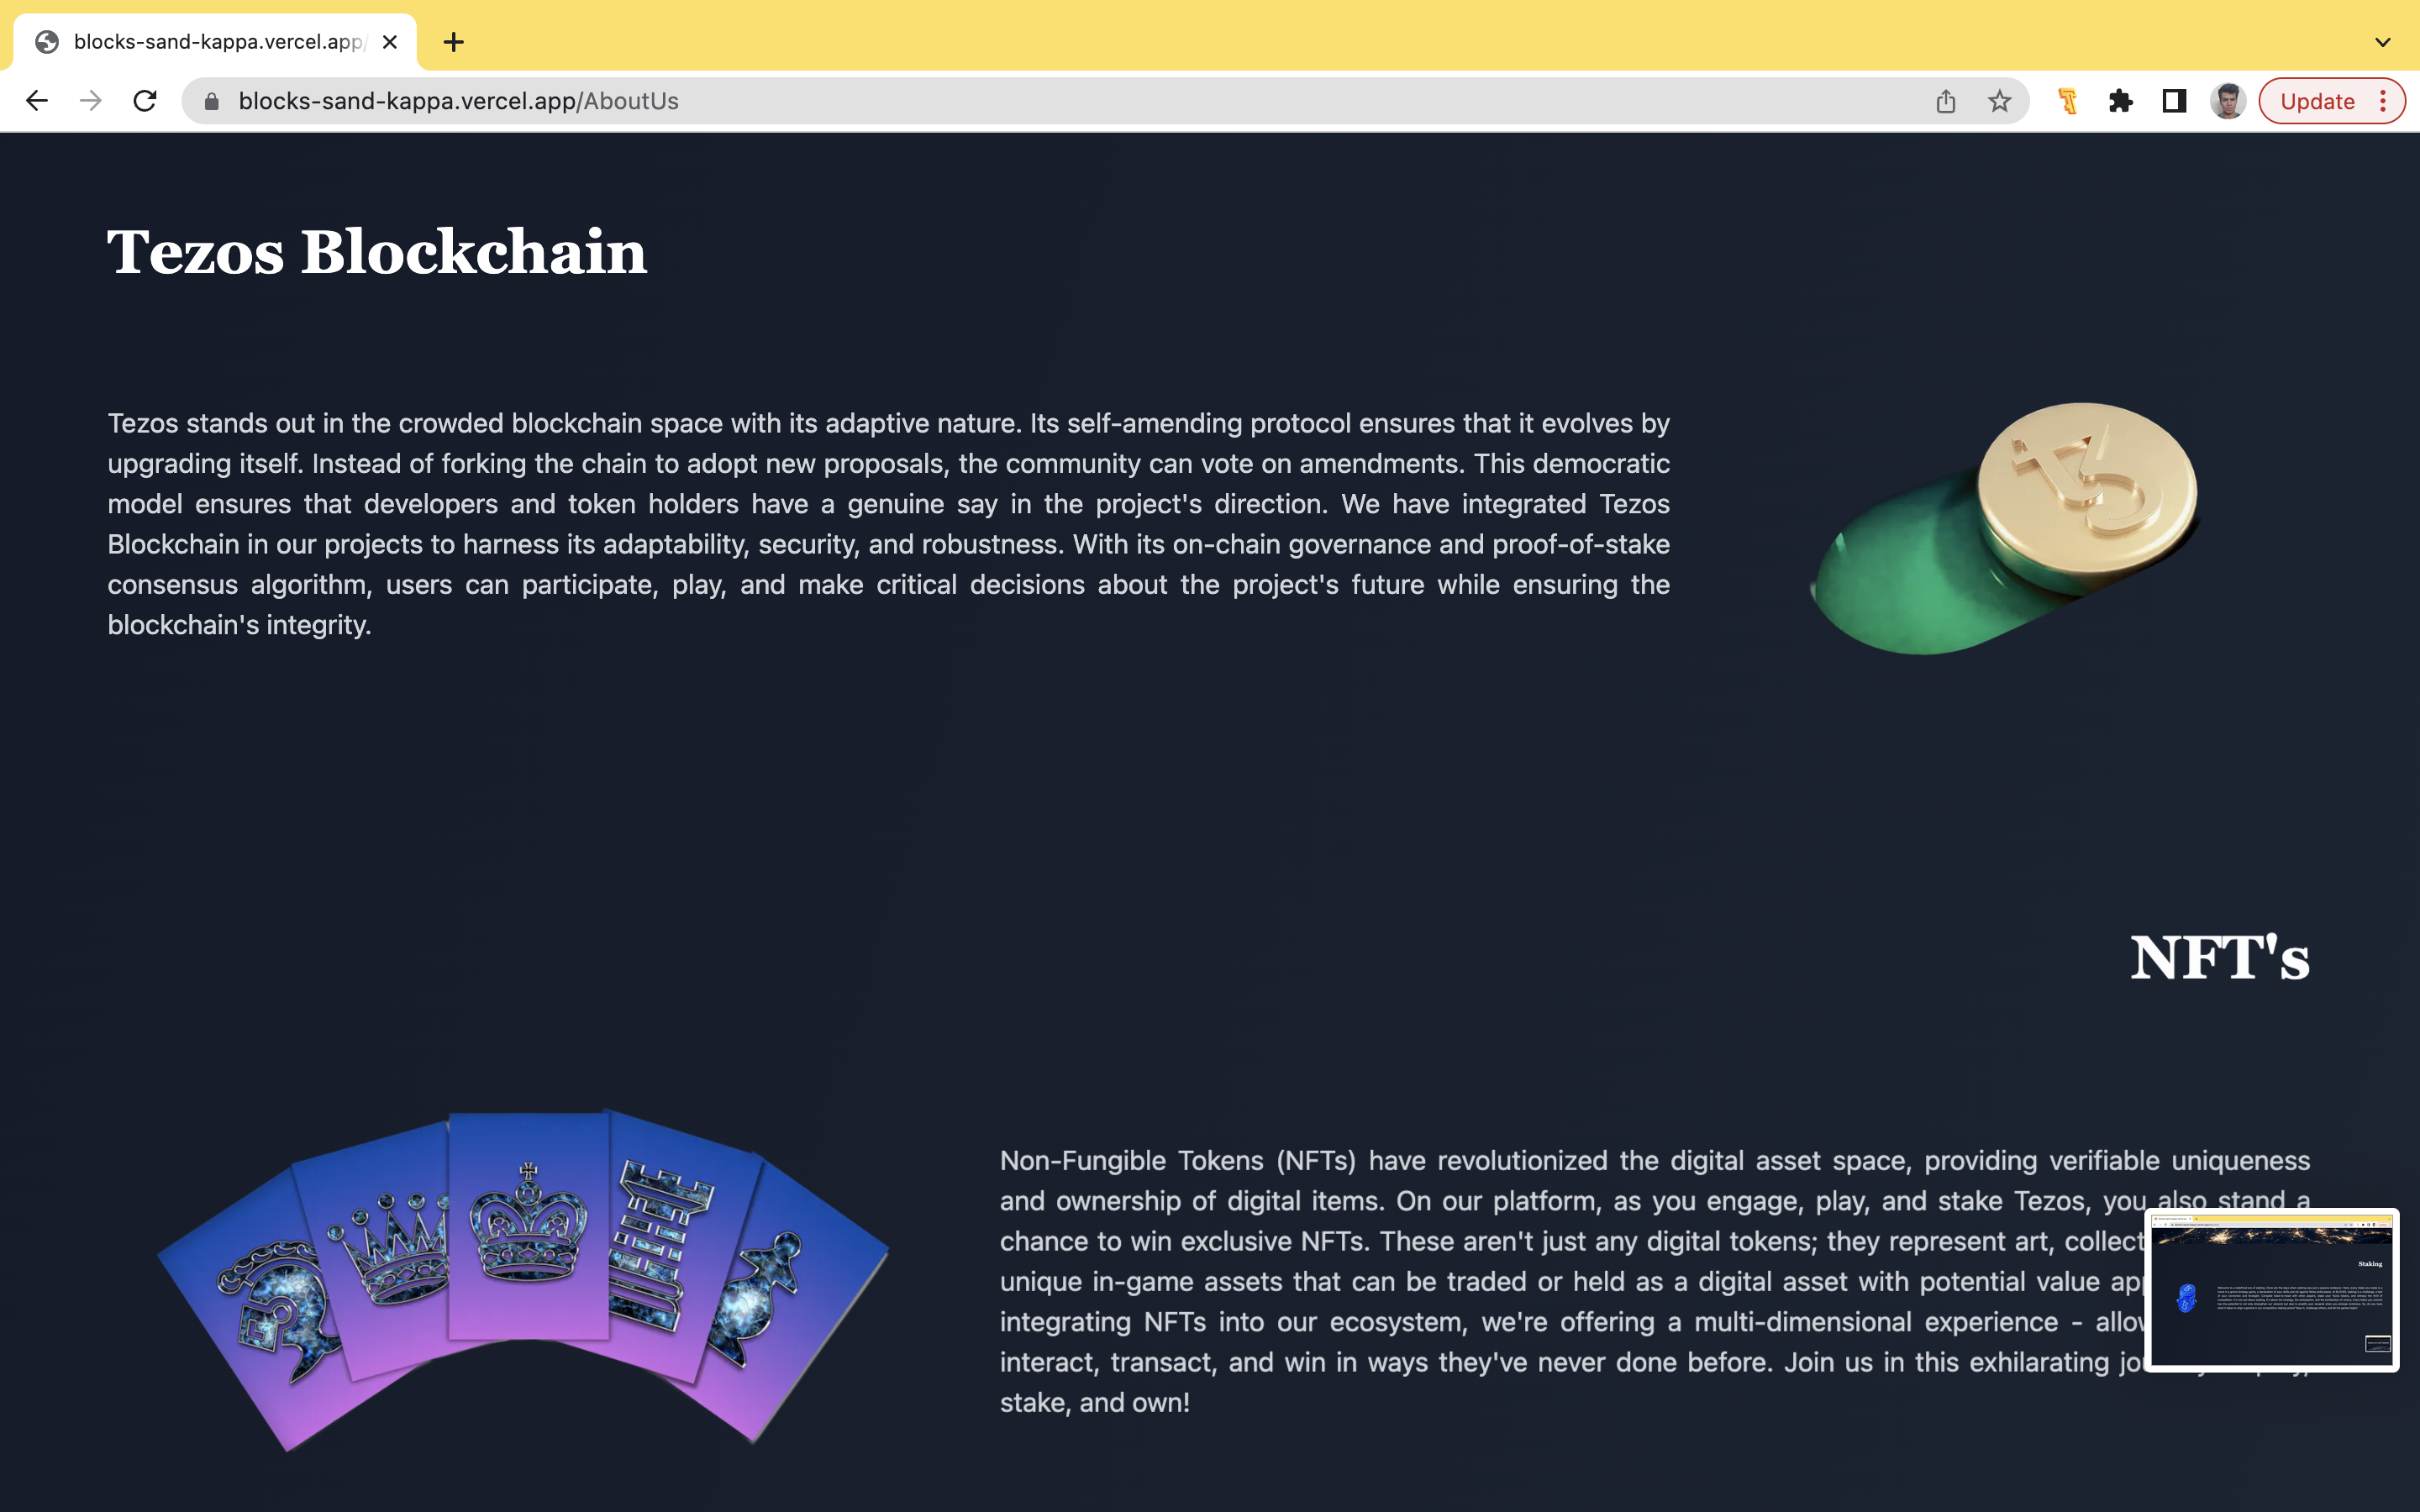 blocks-sand-kappa.vercel.app/
blocks-sand-kappa.vercel.app/AboutUs
Update
Tezos Blockchain
Tezos stands out in the crowded blockchain space with its adaptive nature. Its self-amending protocol ensures that it evolves by
upgrading itself. Instead of forking the chain to adopt new proposals, the community can vote on amendments. This democratic
model ensures that developers and token holders have a genuine say in the project's direction. We have integrated Tezos
Blockchain in our projects to harness its adaptability, security, and robustness. With its on-chain governance and proof-of-stake
consensus algorithm, users can participate, play, and make critical decisions about the project's future while ensuring the
blockchain's integrity.
NFT's
Non-Fungible Tokens (NFTs) have revolutionized the digital asset space, providing verifiable uniqueness
and ownership of digital items. On our platform, as you engage, play, and stake Tezos, you also stand a
chance to win exclusive NFTs. These aren't just any digital tokens; they represent art,
unique in-game assets that can be traded or held as a digital asset with potential value
integrating NFTs into our ecosystem, we're offering a multi-dimensional experience -
interact, transact, and win in ways they've never done before. Join us in this exhilarating
stake, and own!
Staking